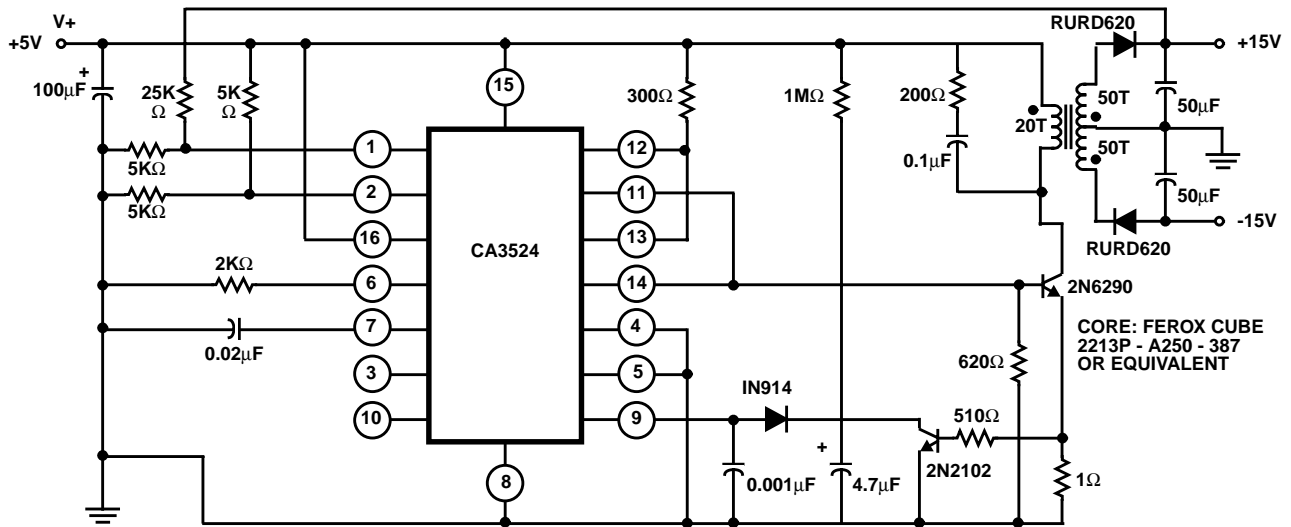 V+
+5V
+
100μF
25K
Ω
5K
Ω
5KΩ
5KΩ
2KΩ
0.02μF
15
1
2
16
6
7
3
10
CA3524
12
11
13
14
4
5
9
8
300Ω
1MΩ
200Ω
0.1μF
20T
50T
50T
RURD620
+15V
50μF
50μF
-15V
RURD620
2N6290
CORE: FEROX CUBE
2213P - A250 - 387
OR EQUIVALENT
620Ω
IN914
510Ω
2N2102
1Ω
0.001μF
+
4.7μF